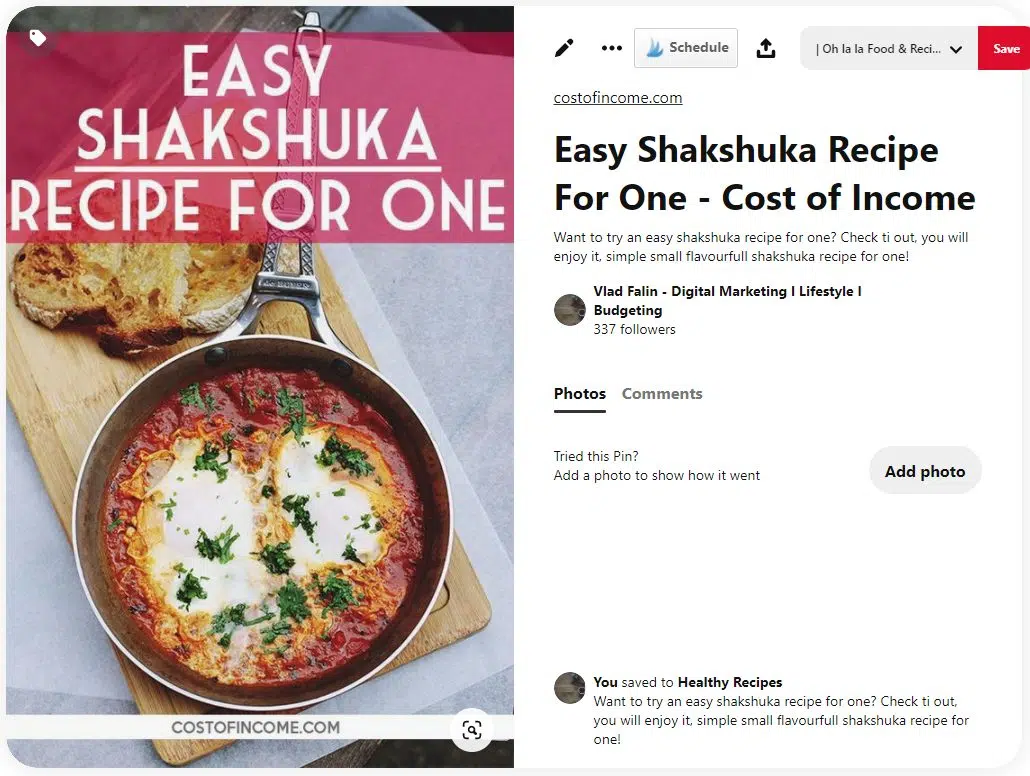 EASY
SHAKSHUKA
RECIPE FOR ONE
COSTOFINCOME.COM
Schedule
| Oh la la Food & Reci...
Save
costofincome.com
Easy Shakshuka Recipe
For One - Cost of Income
Want to try an easy shakshuka recipe for one? Check ti out, you will
enjoy it, simple small flavourfull shakshuka recipe for one!
Vlad Falin - Digital Marketing l Lifestyle l
Budgeting
337 followers
Photos
Comments
Tried this Pin?
Add a photo to show how it went
Add photo
You saved to Healthy Recipes
Want to try an easy shakshuka recipe for one? Check ti out,
you will enjoy it, simple small flavourfull shakshuka recipe for
one!